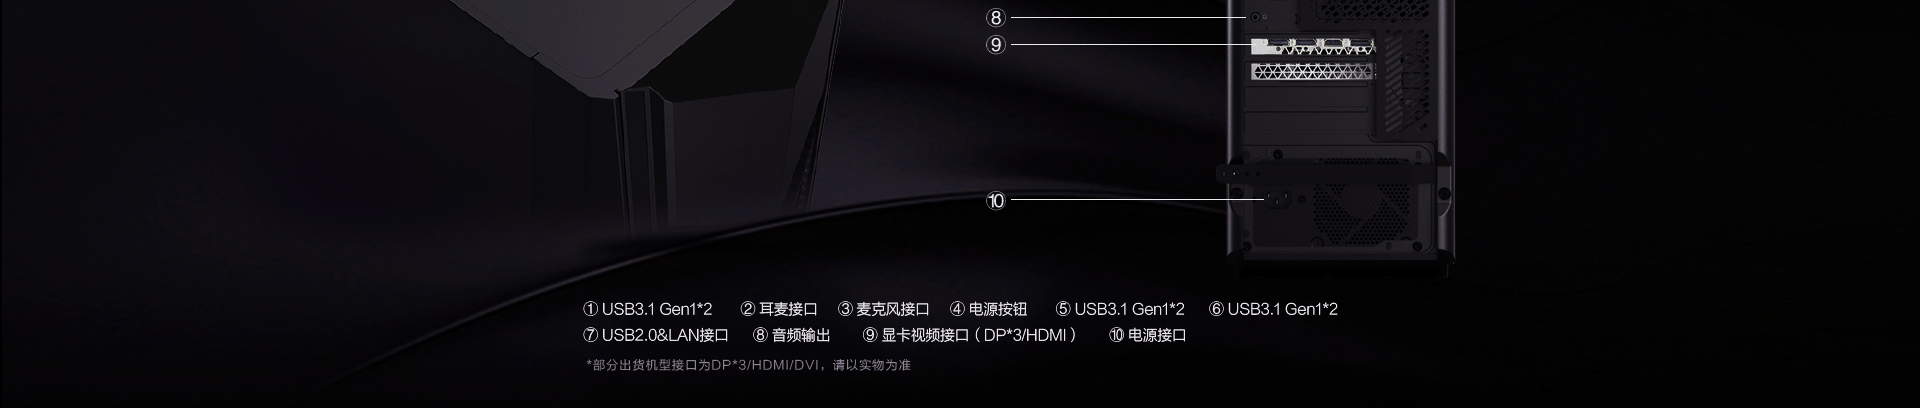 ⑧
⑨
⑩
① USB3.1 Gen1*2 ② 耳麦接口 ③ 麦克风接口 ④ 电源按钮 ⑤ USB3.1 Gen1*2 ⑥ USB3.1 Gen1*2
⑦ USB2.0&LAN接口 ⑧ 音频输出 ⑨ 显卡视频接口（DP*3/HDMI） ⑩ 电源接口
*部分出货机型接口为DP*3/HDMI/DVI，请以实物为准